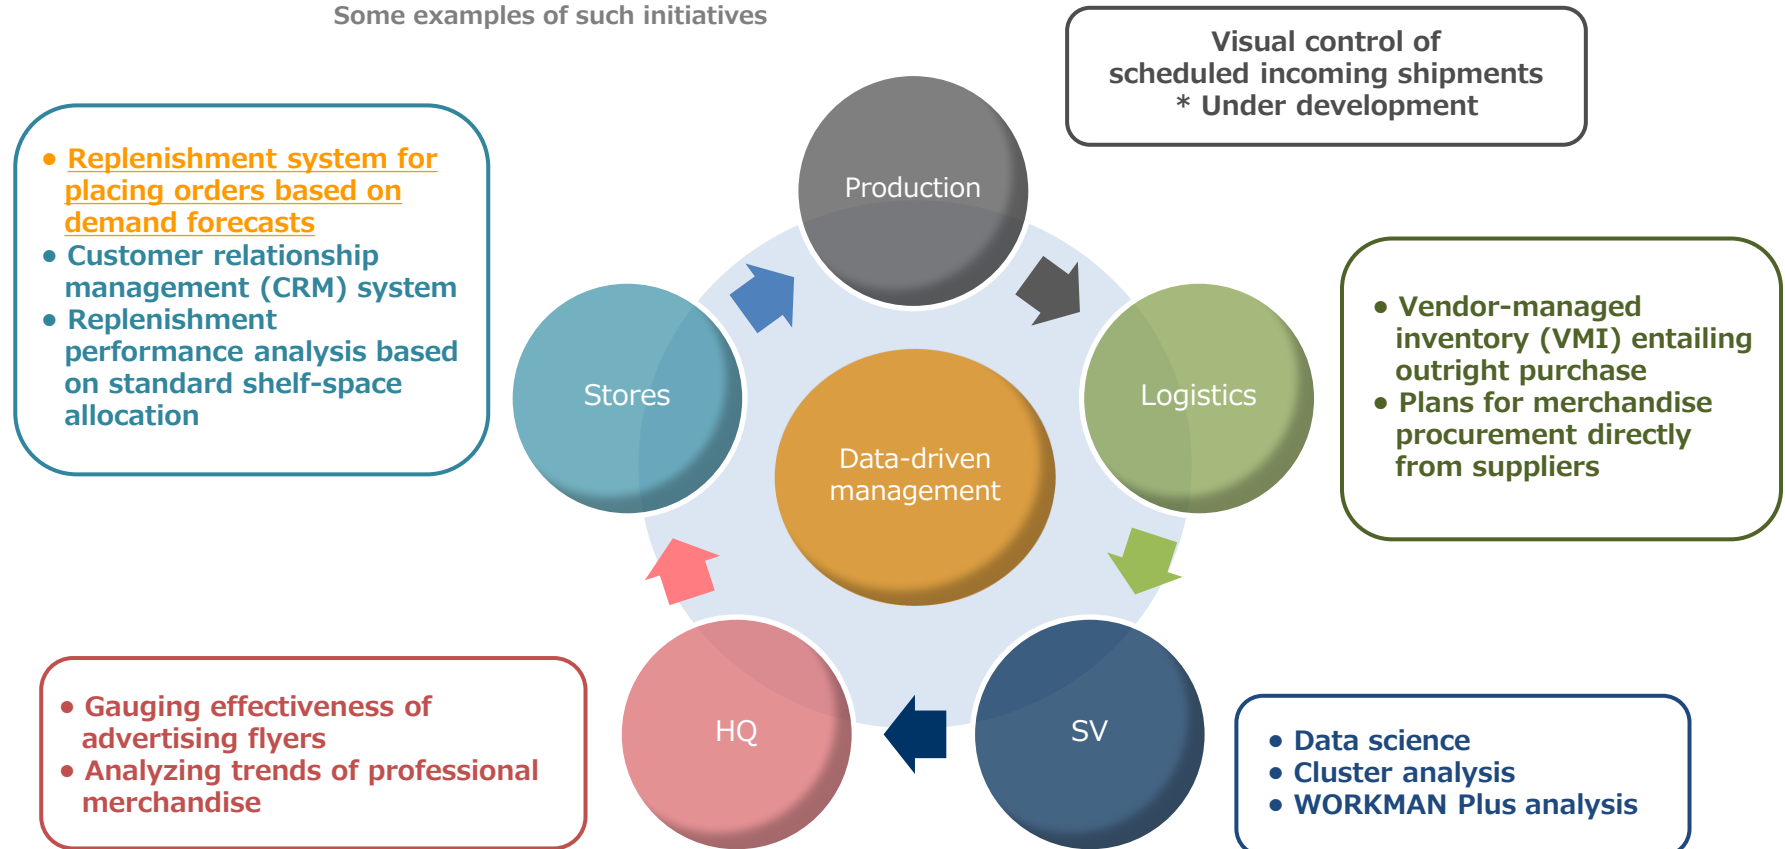 Some examples of such initiatives
Visual control of
scheduled incoming shipments
* Under development
Production
● Replenishment system for
placing orders based on
demand forecasts
● Customer relationship
management (CRM) system
● Replenishment
performance analysis based
on standard shelf-space
allocation
Stores
Logistics
● Vendor-managed
inventory (VMI) entailing
outright purchase
● Plans for merchandise
procurement directly
from suppliers
Data-driven
management
HQ
SV
● Gauging effectiveness of
advertising flyers
● Analyzing trends of professional
merchandise
● Data science
● Cluster analysis
● WORKMAN Plus analysis